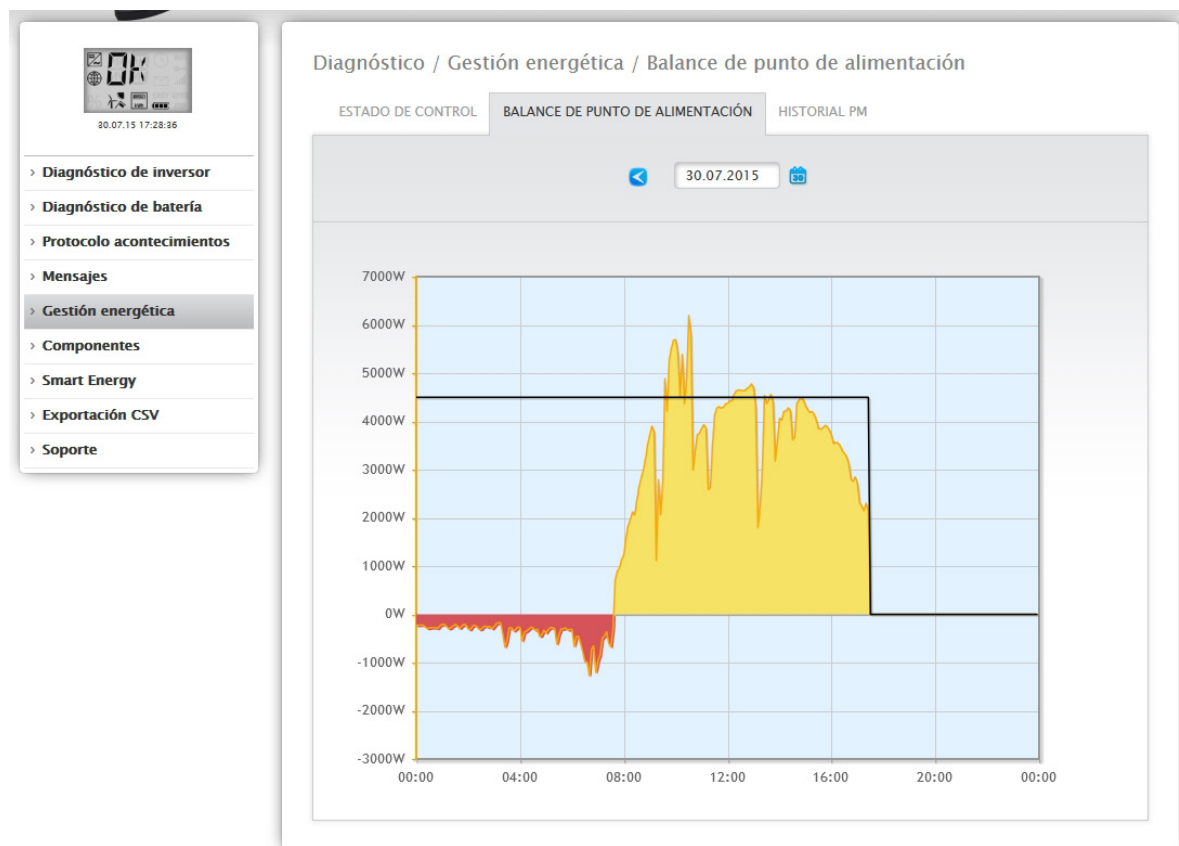 OK
30.07.15 17:28:36
› Diagnóstico de inversor
› Diagnóstico de batería
› Protocolo acontecimientos
› Mensajes
› Gestión energética
› Componentes
› Smart Energy
› Exportación CSV
› Soporte
Diagnóstico / Gestión energética / Balance de punto de alimentación
ESTADO DE CONTROL BALANCE DE PUNTO DE ALIMENTACIÓN HISTORIAL PM
30.07.2015
30
7000W
6000W
5000W
4000W
3000W
2000W
1000W
0W
-1000W
-2000W
-3000W
00:00 04:00 08:00 12:00 16:00 20:00 00:00